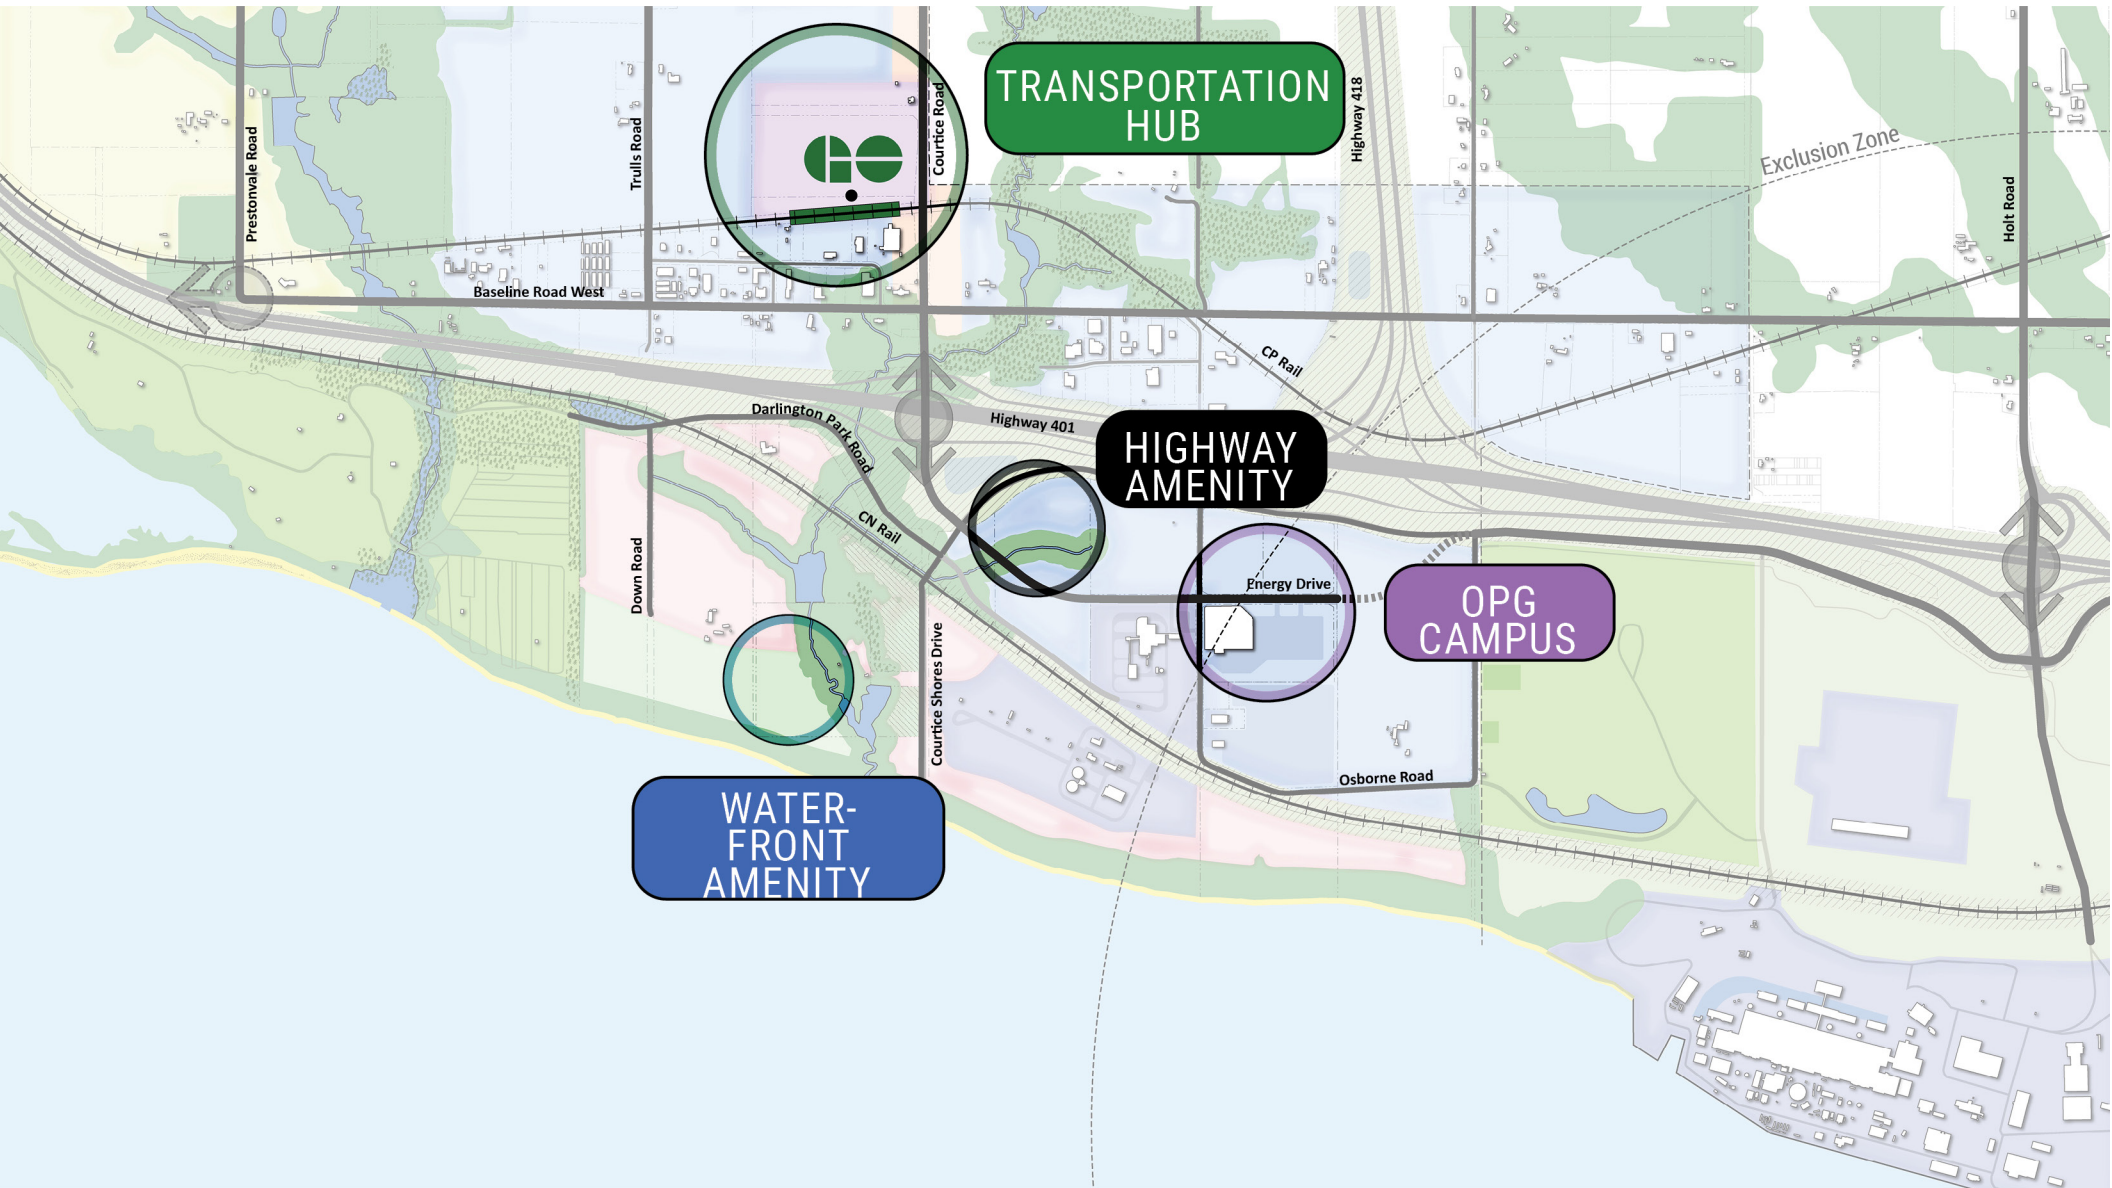 TRANSPORTATION
HUB
GO
Courtice Road
Highway 418
Trulls Road
Prestonvale Road
Exclusion Zone
Holt Road
Baseline Road West
CP Rail
Darlington Park Road
Highway 401
HIGHWAY
AMENITY
CN Rail
Down Road
Energy Drive
OPG
CAMPUS
Courtice Shores Drive
Osborne Road
WATER-
FRONT
AMENITY